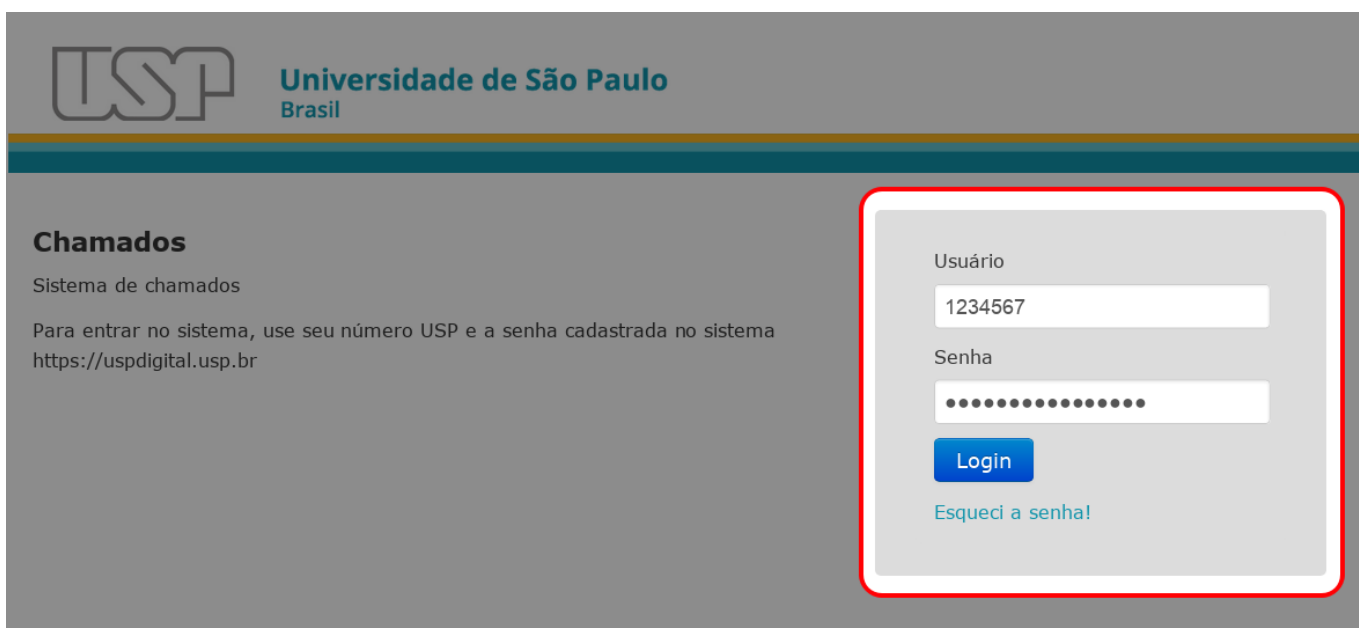 USP
Universidade de São Paulo
Brasil
Chamados
Sistema de chamados
Para entrar no sistema, use seu número USP e a senha cadastrada no sistema
https://uspdigital.usp.br
Usuário
1234567
Senha
••••••••••••••••
Login
Esqueci a senha!